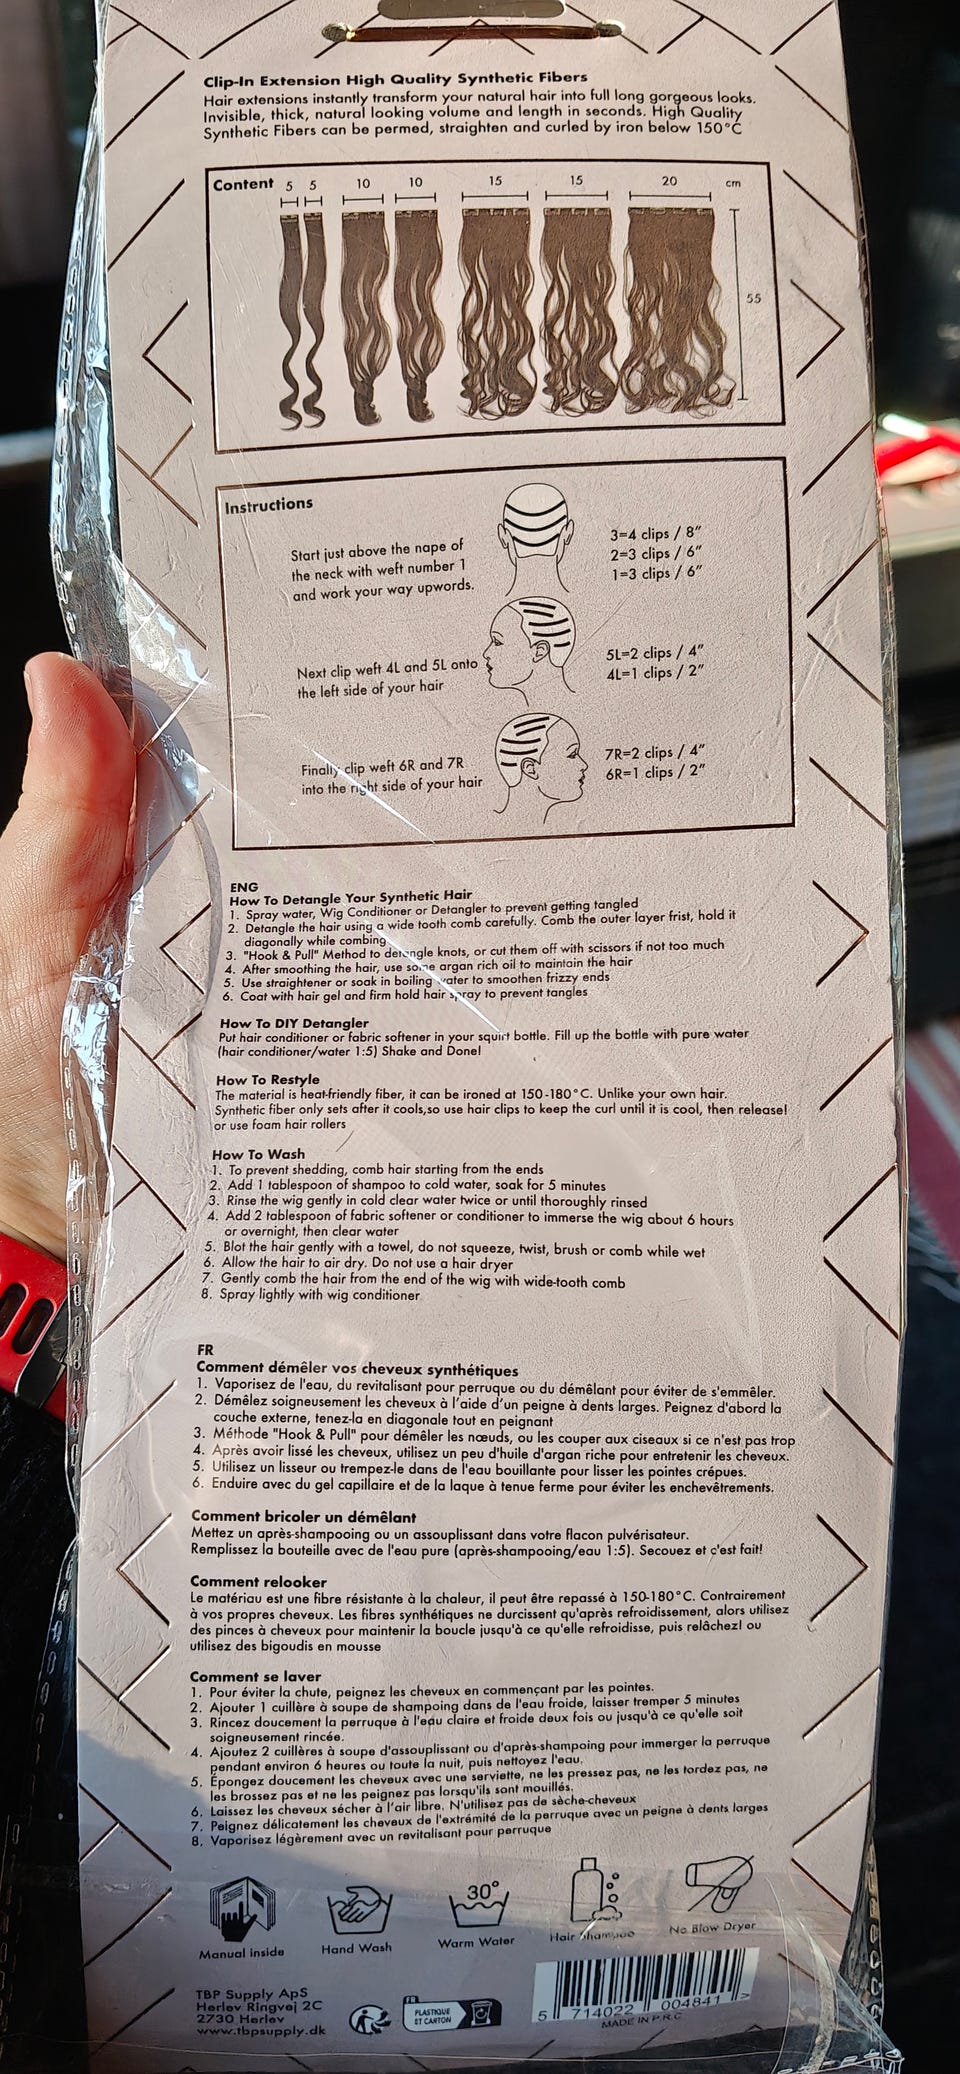 Clip-In Extension High Quality Synthetic Fibers
Hair extensions instantly transform your natural hair into full long gorgeous looks.
Invisible, thick, natural looking volume and length in seconds. High Quality
Synthetic Fibers can be permed, straighten and curled by iron below 150°C
Content 5 5 10 10 15 15 20 cm
55
Instructions
Start just above the nape of
the neck with weft number 1
and work your way upwords.
3=4 clips / 8”
2=3 clips / 6”
1=3 clips / 6”
Next clip weft 4L and 5L onto
the left side of your hair
5L=2 clips / 4”
4L=1 clips / 2”
Finally clip weft 6R and 7R
into the right side of your hair
7R=2 clips / 4”
6R=1 clips / 2”
ENG
How To Detangle Your Synthetic Hair
1. Spray water, Wig Conditioner or Detangler to prevent getting tangled
2. Detangle the hair using a wide tooth comb carefully. Comb the outer layer frist, hold it
diagonally while combing
3. "Hook & Pull" Method to detangle knots, or cut them off with scissors if not too much
4. After smoothing the hair, use some argan rich oil to maintain the hair
5. Use straightener or soak in boiling water to smoothen frizzy ends
6. Coat with hair gel and firm hold hair spray to prevent tangles
How To DIY Detangler
Put hair conditioner or fabric softener in your squirt bottle. Fill up the bottle with pure water
(hair conditioner/water 1:5) Shake and Done!
How To Restyle
The material is heat-friendly fiber, it can be ironed at 150-180°C. Unlike your own hair.
Synthetic fiber only sets after it cools,so use hair clips to keep the curl until it is cool, then release!
or use foam hair rollers
How To Wash
1. To prevent shedding, comb hair starting from the ends
2. Add 1 tablespoon of shampoo to cold water, soak for 5 minutes
3. Rinse the wig gently in cold clear water twice or until thoroughly rinsed
4. Add 2 tablespoon of fabric softener or conditioner to immerse the wig about 6 hours
or overnight, then clear water
5. Blot the hair gently with a towel, do not squeeze, twist, brush or comb while wet
6. Allow the hair to air dry. Do not use a hair dryer
7. Gently comb the hair from the end of the wig with wide-tooth comb
8. Spray lightly with wig conditioner
FR
Comment démêler vos cheveux synthétiques
1. Vaporisez de l'eau, du revitalisant pour perruque ou du démêlant pour éviter de s'emmêler.
2. Démêlez soigneusement les cheveux à l'aide d'un peigne à dents larges. Peignez d'abord la
couche externe, tenez-la en diagonale tout en peignant
3. Méthode "Hook & Pull" pour démêler les nœuds, ou les couper aux ciseaux si ce n'est pas trop
4. Après avoir lissé les cheveux, utilisez un peu d'huile d'argan riche pour entretenir les cheveux.
5. Utilisez un lisseur ou trempez-le dans de l'eau bouillante pour lisser les pointes crépues.
6. Enduire avec du gel capillaire et de la laque à tenue ferme pour éviter les enchevêtrements.
Comment bricoler un démêlant
Mettez un après-shampooing ou un assouplissant dans votre flacon pulvérisateur.
Remplissez la bouteille avec de l'eau pure (après-shampooing/eau 1:5). Secouez et c'est fait!
Comment relooker
Le matériau est une fibre résistante à la chaleur, il peut être repassé à 150-180°C. Contrairement
à vos propres cheveux. Les fibres synthétiques ne durcissent qu'après refroidissement, alors utilisez
des pinces à cheveux pour maintenir la boucle jusqu'à ce qu'elle refroidisse, puis relâchez! ou
utilisez des bigoudis en mousse
Comment se laver
1. Pour éviter la chute, peignez les cheveux en commençant par les pointes.
2. Ajouter 1 cuillère à soupe de shampoing dans de l'eau froide, laisser tremper 5 minutes
3. Rincez doucement la perruque à l'eau claire et froide deux fois ou jusqu'à ce qu'elle soit
soigneusement rincée.
4. Ajoutez 2 cuillères à soupe d'assouplissant ou d'après-shampoing pour immerger la perruque
pendant environ 6 heures ou toute la nuit, puis nettoyez l'eau.
5. Épongez doucement les cheveux avec une serviette, ne les pressez pas, ne les tordez pas, ne
les brossez pas et ne les peignez pas lorsqu'ils sont mouillés.
6. Laissez les cheveux sécher à l'air libre. N'utilisez pas de sèche-cheveux
7. Peignez délicatement les cheveux de l'extrémité de la perruque avec un peigne à dents larges
8. Vaporisez légèrement avec un revitalisant pour perruque
30°
Manual inside Hand Wash Warm Water Hair Shampoo No Blow Dryer
TBP Supply ApS
Herlev Ringvej 2C
2730 Herlev
www.tbpsupply.dk
FR
PLASTIQUE
ET CARTON
5 714022 004841 >
MADE IN P.R.C